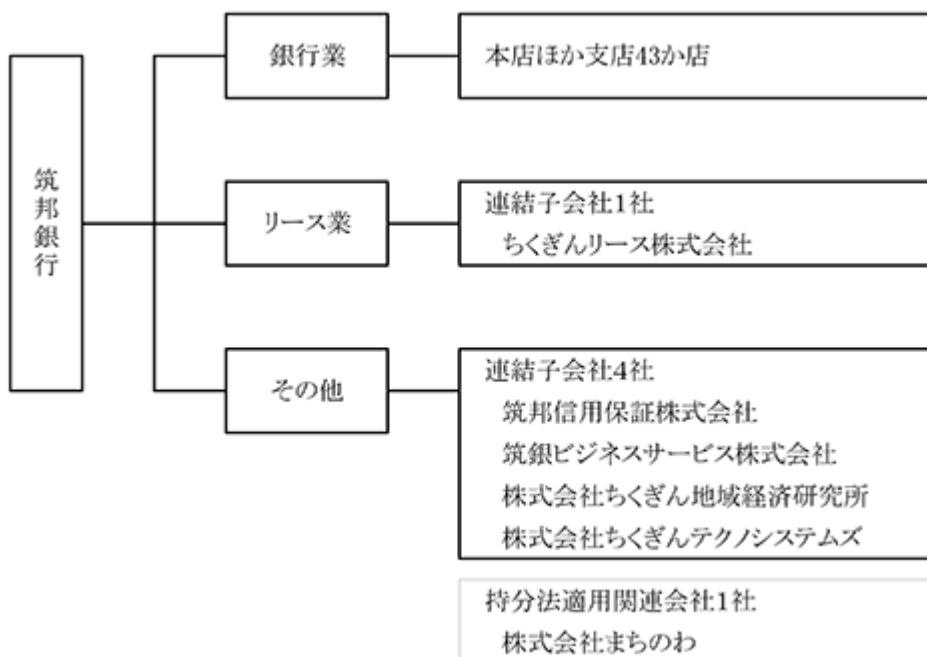 筑邦銀行
銀行業
本店ほか支店43か店
リース業
連結子会社1社
ちくぎんリース株式会社
その他
連結子会社4社
筑邦信用保証株式会社
筑銀ビジネスサービス株式会社
株式会社ちくぎん地域経済研究所
株式会社ちくぎんテクノシステムズ
持分法適用関連会社1社
株式会社まちのわ